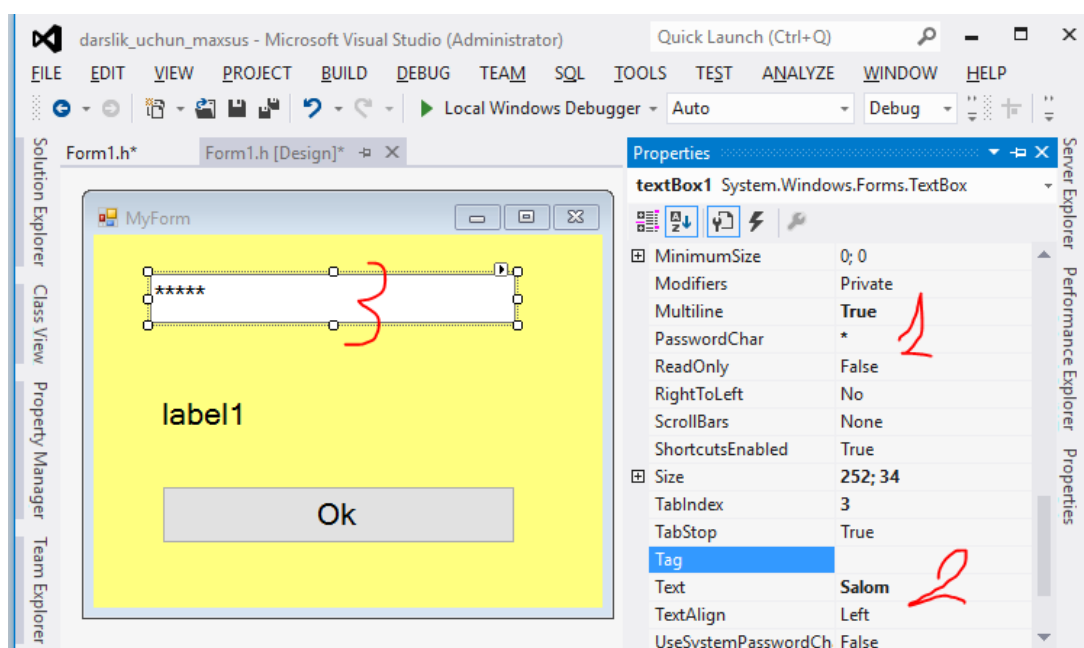 darslik_uchun_maxsus - Microsoft Visual Studio (Administrator) Quick Launch (Ctrl+Q)
FILE EDIT VIEW PROJECT BUILD DEBUG TEAM SQL TOOLS TEST ANALYZE WINDOW HELP
Local Windows Debugger Auto Debug
Form1.h* Form1.h [Design]*
Solution Explorer
Class View
Property Manager
Team Explorer
MyForm
*****
3
label1
Ok
Properties
textBox1 System.Windows.Forms.TextBox
MinimumSize 0; 0
Modifiers Private
Multiline True
PasswordChar *
1
ReadOnly False
RightToLeft No
ScrollBars None
ShortcutsEnabled True
Size 252; 34
TabIndex 3
TabStop True
Tag
Text Salom
2
TextAlign Left
UseSystemPasswordCh False
Server Explorer
Performance Explorer
Properties